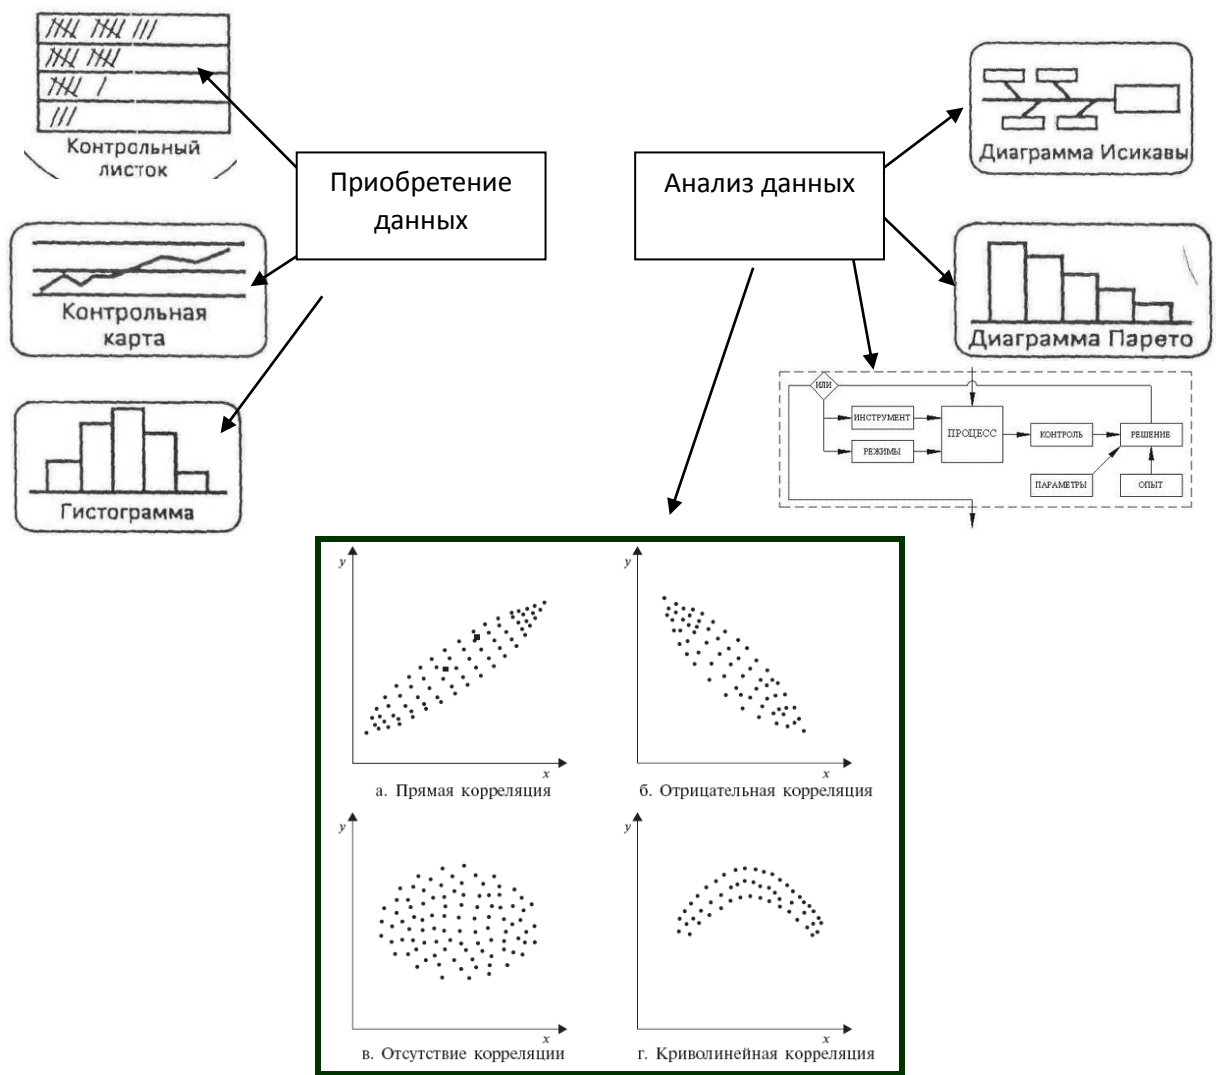 Контрольный
листок
Приобретение
данных
Контрольная
карта
Гистограмма
Анализ данных
Диаграмма Исикавы
Диаграмма Парето
ИЛИ
ИНСТРУМЕНТ
РЕЖИМЫ
ПРОЦЕСС
КОНТРОЛЬ
РЕШЕНИЕ
ПАРАМЕТРЫ
ОПЫТ
y
x
а. Прямая корреляция
y
x
б. Отрицательная корреляция
y
x
в. Отсутствие корреляции
y
x
г. Криволинейная корреляция